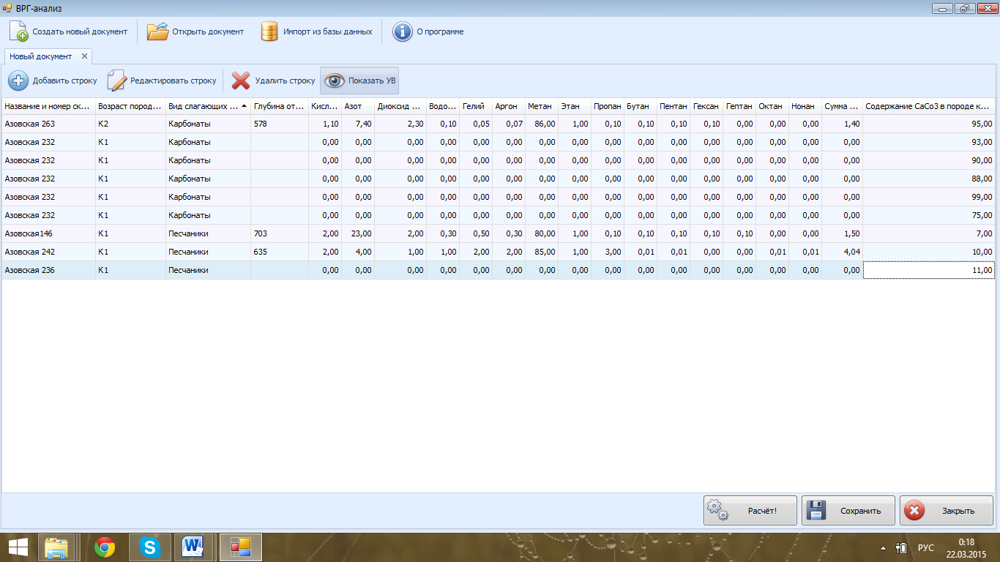 ВРГ-анализ
Создать новый документ Открыть документ Импорт из базы данных О программе
Новый документ
Добавить строку Редактировать строку Удалить строку Показать УВ
Название и номер ск... Возраст пород... Вид слагающих ... Глубина от... Кисл... Азот Диоксид ... Водо... Гелий Аргон Метан Этан Пропан Бутан Пентан Гексан Гептан Октан Нонан Сумма ... Содержание СаСо3 в породе к...
Азовская 263 К2 Карбонаты 578 1,10 7,40 2,30 0,10 0,05 0,07 86,00 1,00 0,10 0,10 0,10 0,10 0,00 0,00 0,00 1,40 95,00
Азовская 232 К1 Карбонаты 0,00 0,00 0,00 0,00 0,00 0,00 0,00 0,00 0,00 0,00 0,00 0,00 0,00 0,00 0,00 0,00 93,00
Азовская 232 К1 Карбонаты 0,00 0,00 0,00 0,00 0,00 0,00 0,00 0,00 0,00 0,00 0,00 0,00 0,00 0,00 0,00 0,00 90,00
Азовская 232 К1 Карбонаты 0,00 0,00 0,00 0,00 0,00 0,00 0,00 0,00 0,00 0,00 0,00 0,00 0,00 0,00 0,00 0,00 88,00
Азовская 232 К1 Карбонаты 0,00 0,00 0,00 0,00 0,00 0,00 0,00 0,00 0,00 0,00 0,00 0,00 0,00 0,00 0,00 0,00 99,00
Азовская 232 К1 Карбонаты 0,00 0,00 0,00 0,00 0,00 0,00 0,00 0,00 0,00 0,00 0,00 0,00 0,00 0,00 0,00 0,00 75,00
Азовская146 К1 Песчаники 703 2,00 23,00 2,00 0,30 0,50 0,30 80,00 1,00 0,10 0,10 0,10 0,10 0,10 0,00 0,00 1,50 7,00
Азовская 242 К1 Песчаники 635 2,00 4,00 1,00 1,00 2,00 2,00 85,00 1,00 3,00 0,01 0,01 0,00 0,00 0,01 0,01 4,04 10,00
Азовская 236 К1 Песчаники 0,00 0,00 0,00 0,00 0,00 0,00 0,00 0,00 0,00 0,00 0,00 0,00 0,00 0,00 0,00 0,00 11,00
Расчёт! Сохранить Закрыть
РУС 0:18
22.03.2015